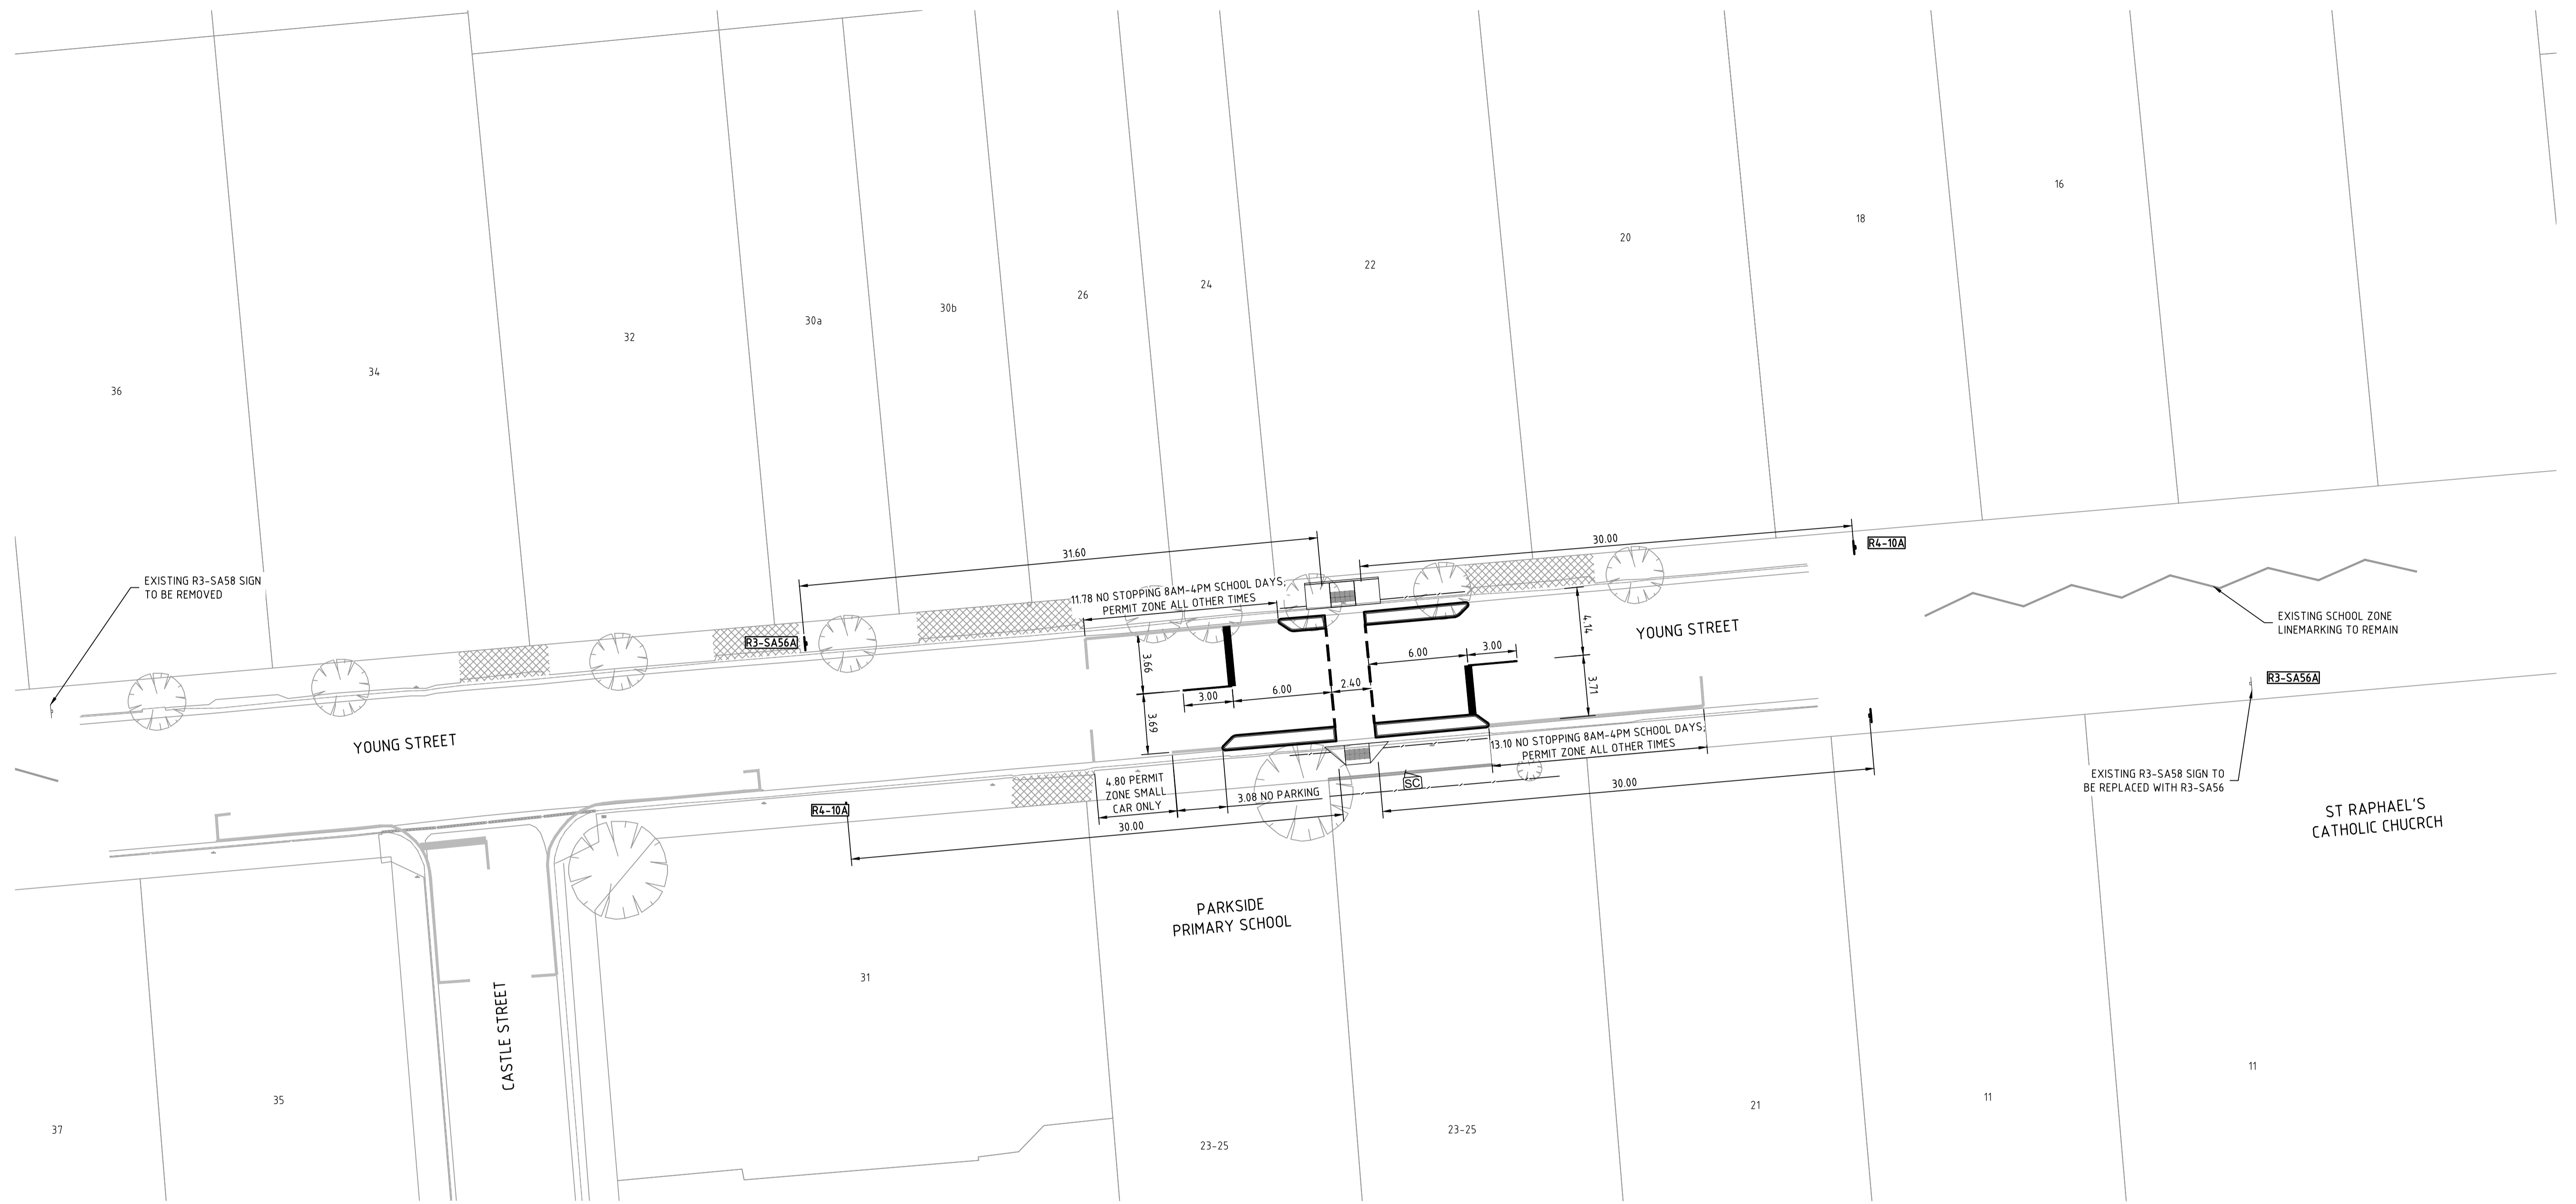 16
18
20
22
24
26
30b
30a
32
34
36
31.60
30.00
R4-10A
EXISTING R3-SA58 SIGN
TO BE REMOVED
11.78 NO STOPPING 8AM-4PM SCHOOL DAYS;
PERMIT ZONE ALL OTHER TIMES
R3-SA56A
4.14
YOUNG STREET
EXISTING SCHOOL ZONE
LINEMARKING TO REMAIN
3.66
6.00
3.00
3.71
R3-SA56A
3.00
6.00
2.40
3.69
YOUNG STREET
13.10 NO STOPPING 8AM-4PM SCHOOL DAYS;
PERMIT ZONE ALL OTHER TIMES
4.80 PERMIT
ZONE SMALL
CAR ONLY
3.08 NO PARKING
SC
30.00
EXISTING R3-SA58 SIGN TO
BE REPLACED WITH R3-SA56
R4-10A
30.00
ST RAPHAEL'S
CATHOLIC CHUCRCH
PARKSIDE
PRIMARY SCHOOL
31
CASTLE STREET
35
37
23-25
23-25
21
11
11